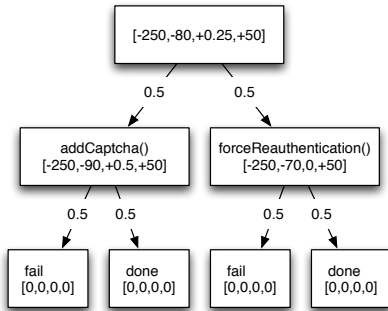 [-250,-80,+0.25,+50]
0.5
0.5
addCaptcha()
[-250,-90,+0.5,+50]
forceReauthentication()
[-250,-70,0,+50]
0.5
0.5
0.5
0.5
fail
[0,0,0,0]
done
[0,0,0,0]
fail
[0,0,0,0]
done
[0,0,0,0]